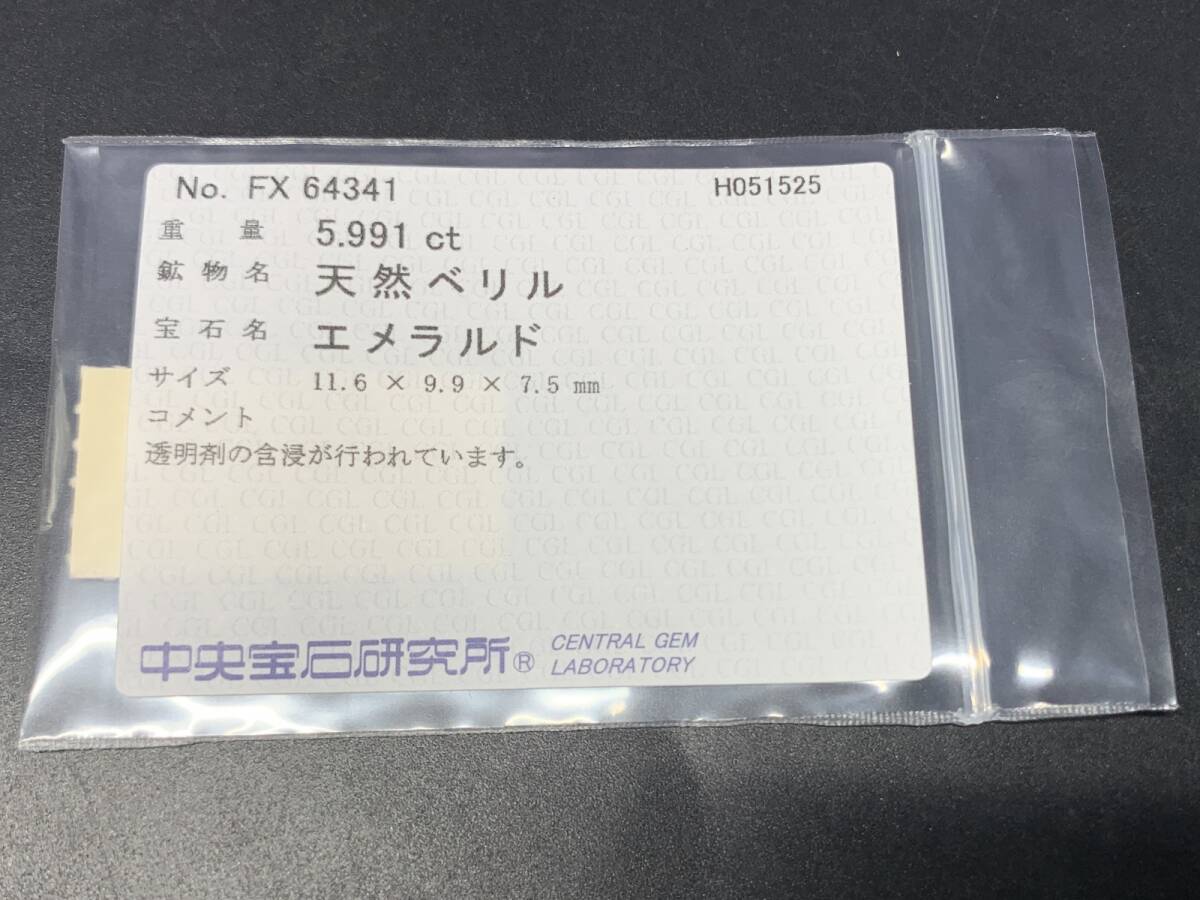 No. FX 64341 H051525
重量 5.991 ct
鉱物名 天然ベリル
宝石名 エメラルド
サイズ 11.6 × 9.9 × 7.5 mm
コメント
透明剤の含浸が行われています。
中央宝石研究所® CENTRAL GEM
LABORATORY